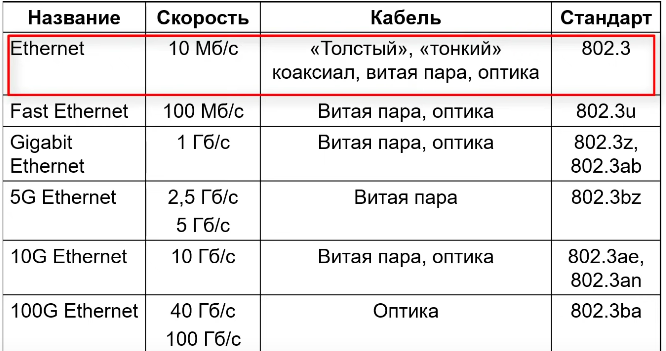 Название Скорость Кабель Стандарт
Ethernet 10 Мб/с «Толстый», «тонкий» 802.3
коаксиал, витая пара, оптика
Fast Ethernet 100 Мб/с Витая пара, оптика 802.3u
Gigabit 1 Гб/с Витая пара, оптика 802.3z,
Ethernet 802.3ab
5G Ethernet 2,5 Гб/с Витая пара 802.3bz
5 Гб/с
10G Ethernet 10 Гб/с Витая пара, оптика 802.3ae,
802.3an
100G Ethernet 40 Гб/с Оптика 802.3ba
100 Гб/с